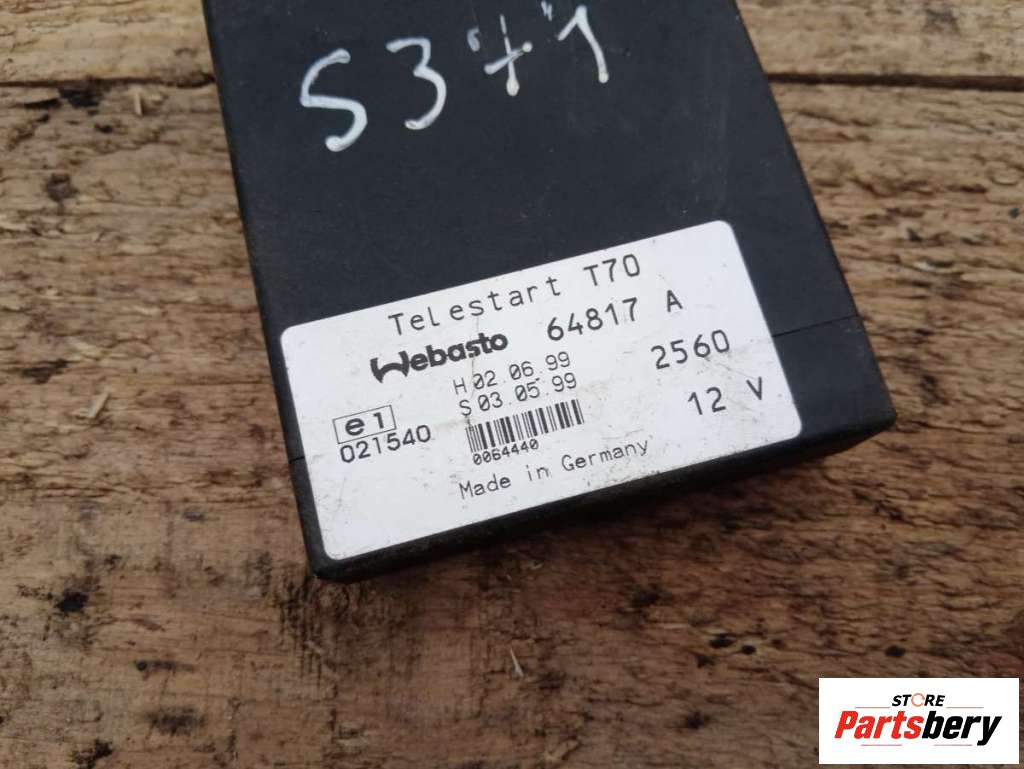 S371
Telestart T70
Webasto 64817 A
H 02.06.99
S 03.05.99
2560
e1
021540
0064440
12 V
Made in Germany
STORE
Partsbery